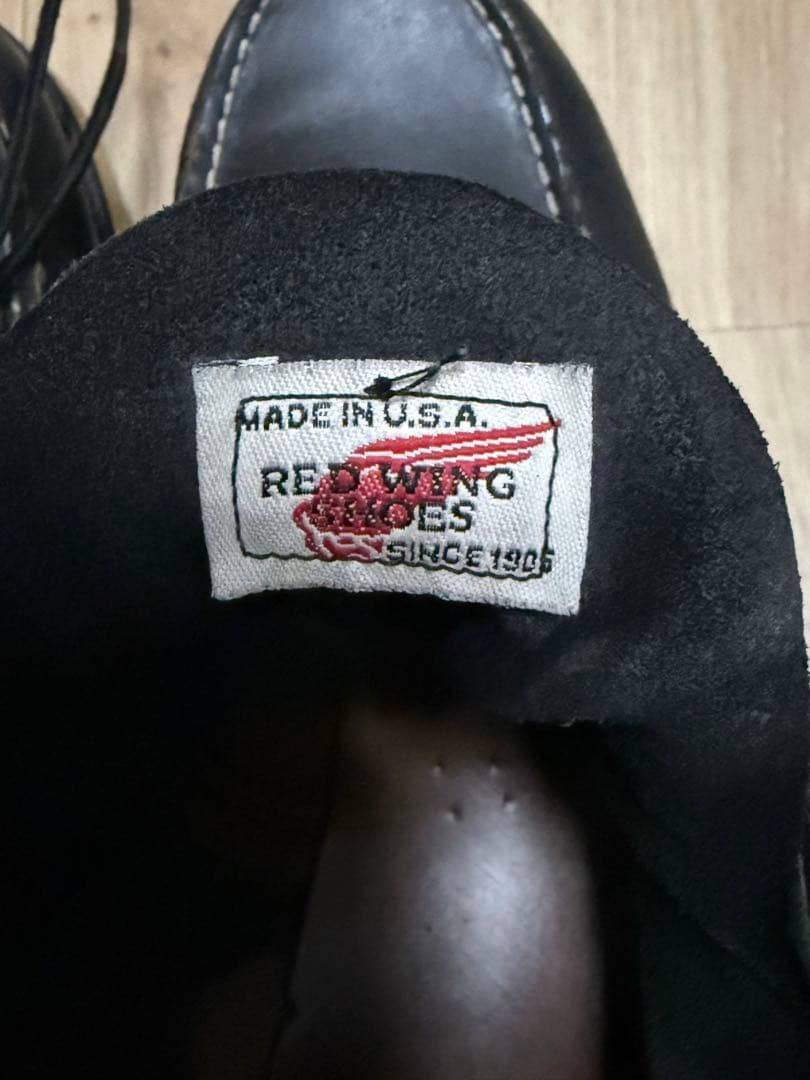 MADE IN U.S.A.
RED WING
SHOES
SINCE 1905